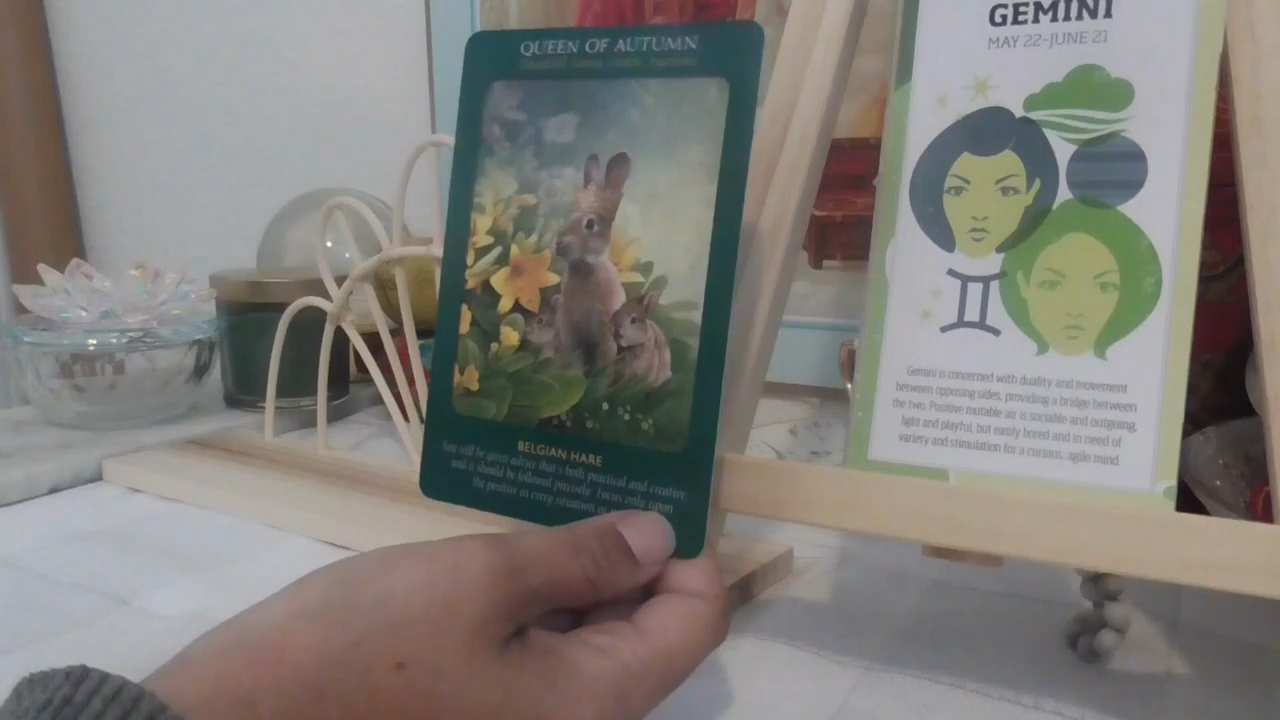 QUEEN OF AUTUMN
BELGIAN HARE
You will be given advice that's both practical and creative,
and it should be followed precisely. Focus only upon
the positive in every situation or
GEMINI
MAY 22-JUNE 21
Gemini is concerned with duality and movement
between opposing sides, providing a bridge between
the two. Positive mutable air is sociable and outgoing,
light and playful, but easily bored and in need of
variety and stimulation for a curious, agile mind.